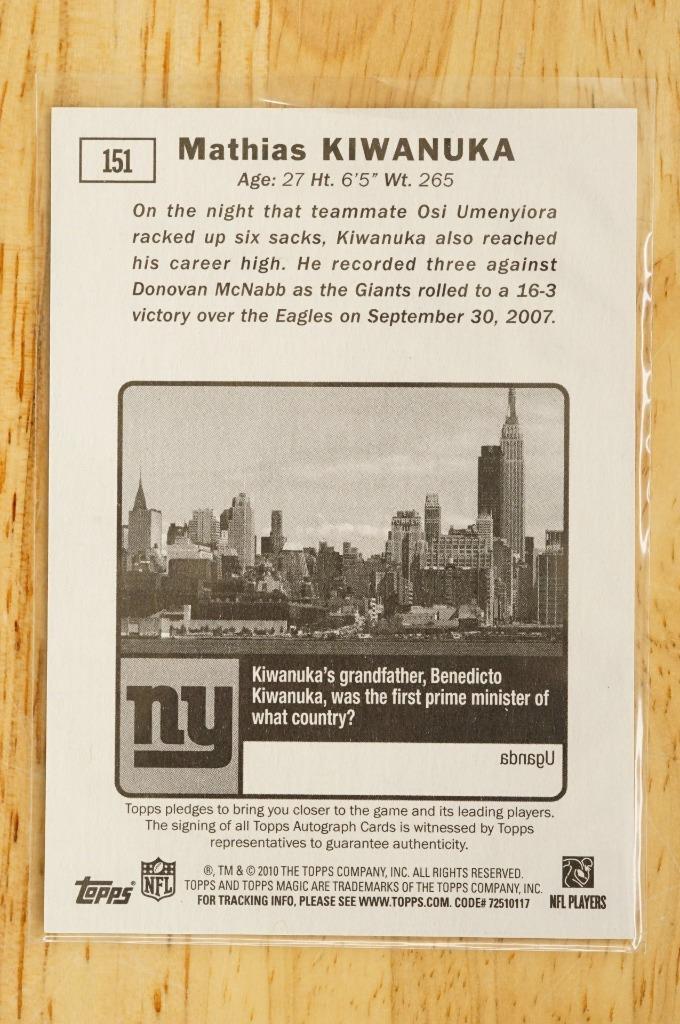 151
Mathias KIWANUKA
Age: 27 Ht. 6'5" Wt. 265
On the night that teammate Osi Umenyiora
racked up six sacks, Kiwanuka also reached
his career high. He recorded three against
Donovan McNabb as the Giants rolled to a 16-3
victory over the Eagles on September 30, 2007.
ny
Kiwanuka's grandfather, Benedicto
Kiwanuka, was the first prime minister of
what country?
Uganda
Topps pledges to bring you closer to the game and its leading players.
The signing of all Topps Autograph Cards is witnessed by Topps
representatives to guarantee authenticity.
topps
NFL
®, TM & © 2010 THE TOPPS COMPANY, INC. ALL RIGHTS RESERVED.
TOPPS AND TOPPS MAGIC ARE TRADEMARKS OF THE TOPPS COMPANY, INC.
FOR TRACKING INFO, PLEASE SEE WWW.TOPPS.COM. CODE# 72510117
NFL PLAYERS